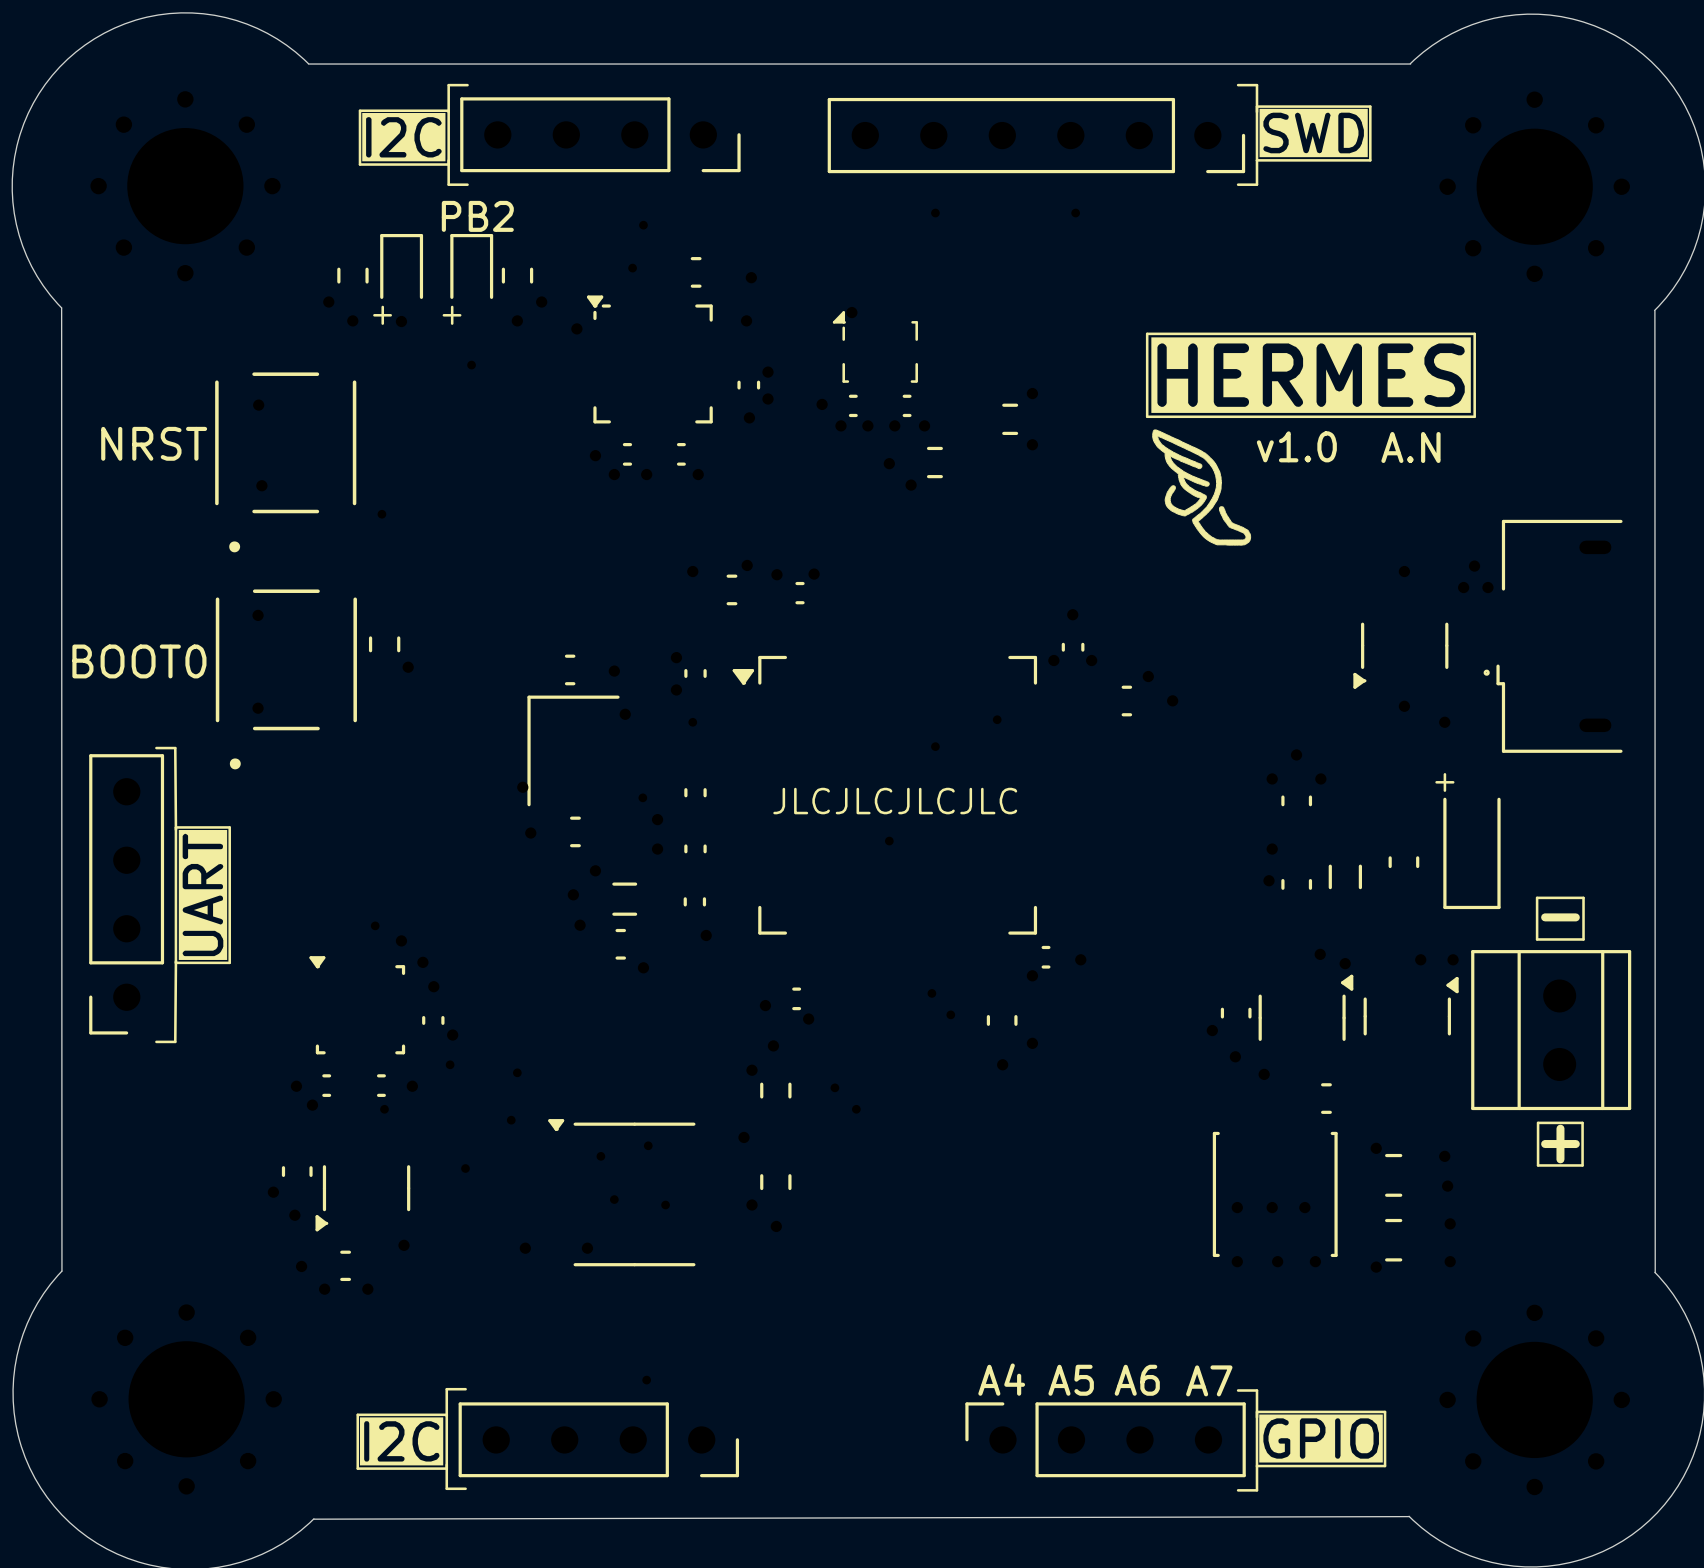 I2C
SWD
PB2
+ +
HERMES
v1.0 A.N
NRST
BOOT0
+
JLCJLCJLCJLC
UART
-
+
A4 A5 A6 A7
I2C
GPIO